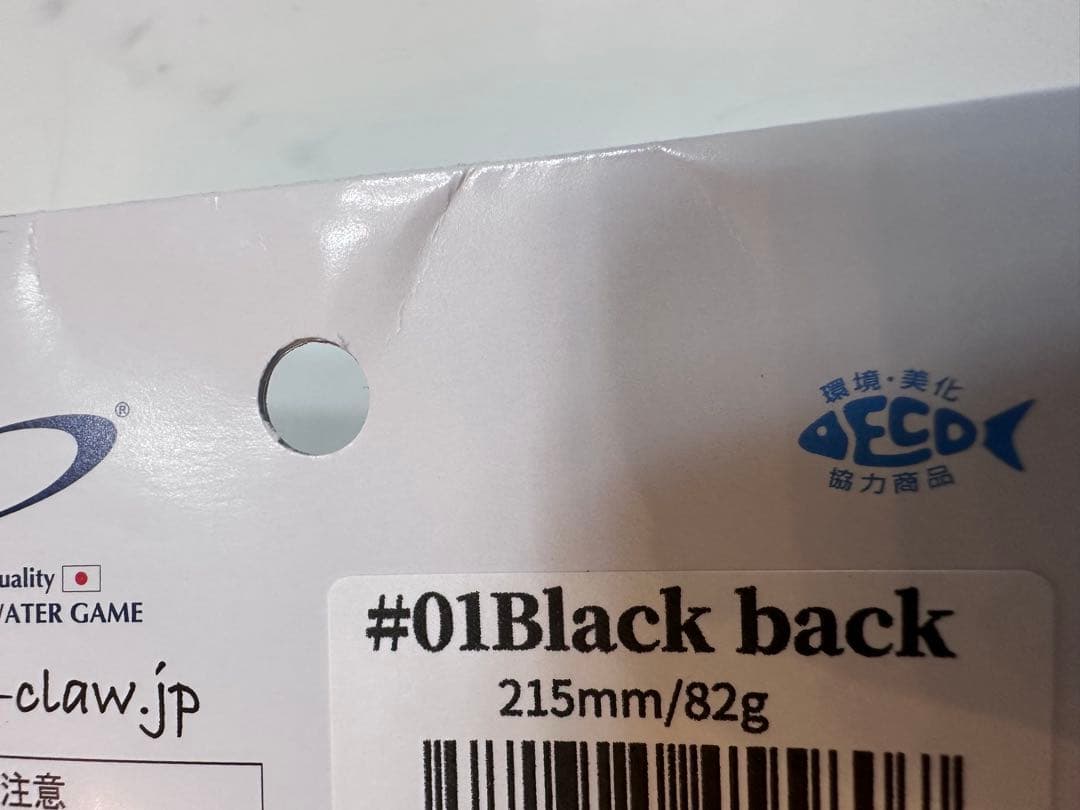 環境・美化
ECO
協力商品
®
uality
WATER GAME
-claw.jp
注意
#01Black back
215mm/82g